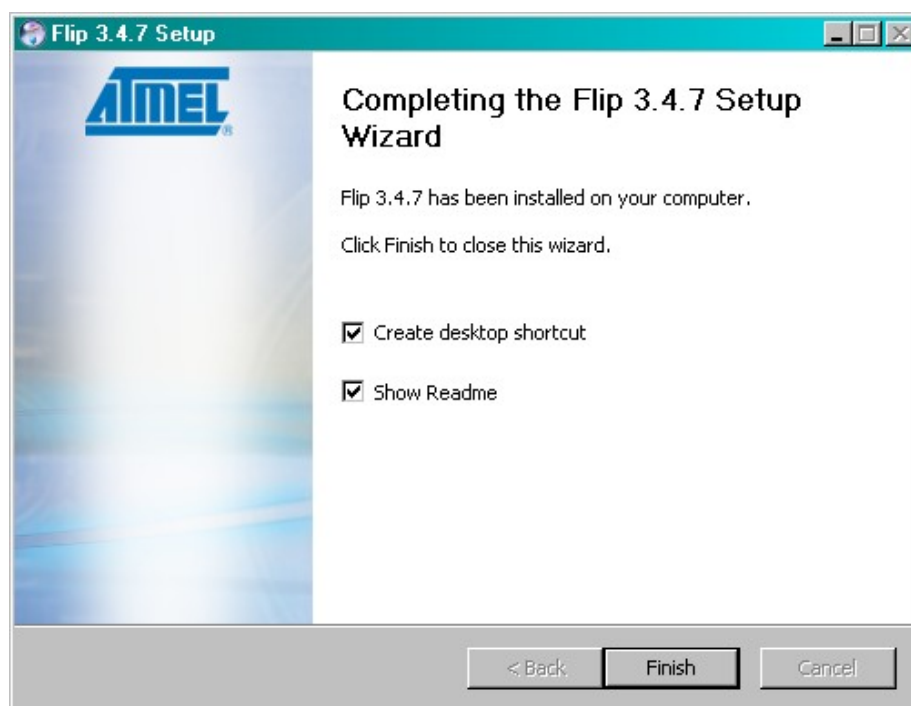 Flip 3.4.7 Setup
ATMEL
®
Completing the Flip 3.4.7 Setup
Wizard
Flip 3.4.7 has been installed on your computer.
Click Finish to close this wizard.
Create desktop shortcut
Show Readme
< Back
Finish
Cancel